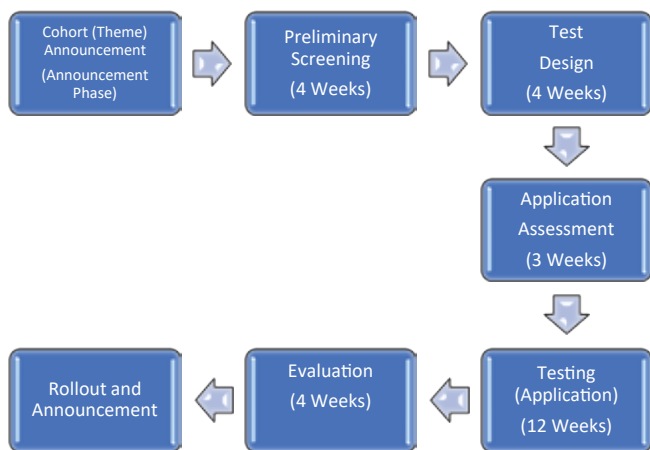 Cohort (Theme)
Announcement
(Announcement
Phase)
Preliminary
Screening
(4 Weeks)
Test
Design
(4 Weeks)
Application
Assessment
(3 Weeks)
Testing
(Application)
(12 Weeks)
Evaluation
(4 Weeks)
Rollout and
Announcement